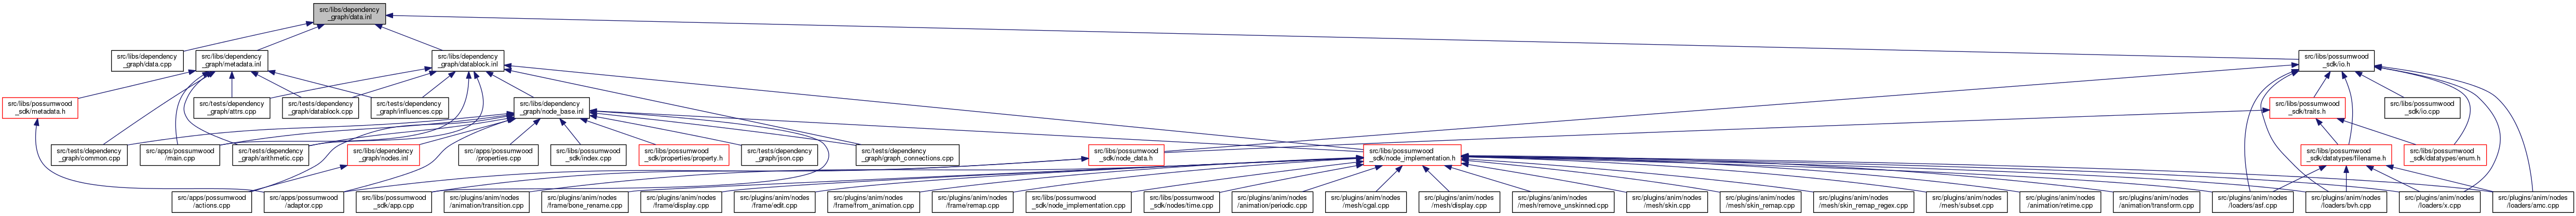 src/libs/dependency
_graph/data.inl
src/libs/dependency
_graph/data.cpp
src/libs/dependency
_graph/metadata.inl
src/libs/dependency
_graph/datablock.inl
src/libs/possumwood
_sdk/io.h
src/libs/possumwood
_sdk/metadata.h
src/tests/dependency
_graph/attrs.cpp
src/tests/dependency
_graph/datablock.cpp
src/tests/dependency
_graph/influences.cpp
src/libs/dependency
_graph/node_base.inl
src/libs/possumwood
_sdk/traits.h
src/libs/possumwood
_sdk/io.cpp
src/tests/dependency
_graph/common.cpp
src/apps/possumwood
/main.cpp
src/tests/dependency
_graph/arithmetic.cpp
src/libs/dependency
_graph/nodes.inl
src/apps/possumwood
/properties.cpp
src/libs/possumwood
_sdk/index.cpp
src/libs/possumwood
_sdk/properties/property.h
src/tests/dependency
_graph/json.cpp
src/tests/dependency
_graph/graph_connections.cpp
src/libs/possumwood
_sdk/node_data.h
src/libs/possumwood
_sdk/node_implementation.h
src/libs/possumwood
_sdk/datatypes/filename.h
src/libs/possumwood
_sdk/datatypes/enum.h
src/apps/possumwood
/actions.cpp
src/apps/possumwood
/adaptor.cpp
src/libs/possumwood
_sdk/app.cpp
src/plugins/anim/nodes
/animation/transition.cpp
src/plugins/anim/nodes
/frame/bone_rename.cpp
src/plugins/anim/nodes
/frame/display.cpp
src/plugins/anim/nodes
/frame/edit.cpp
src/plugins/anim/nodes
/frame/from_animation.cpp
src/plugins/anim/nodes
/frame/remap.cpp
src/libs/possumwood
_sdk/node_implementation.cpp
src/libs/possumwood
_sdk/nodes/time.cpp
src/plugins/anim/nodes
/animation/periodic.cpp
src/plugins/anim/nodes
/mesh/cgal.cpp
src/plugins/anim/nodes
/mesh/display.cpp
src/plugins/anim/nodes
/mesh/remove_unskinned.cpp
src/plugins/anim/nodes
/mesh/skin.cpp
src/plugins/anim/nodes
/mesh/skin_remap.cpp
src/plugins/anim/nodes
/mesh/skin_remap_regex.cpp
src/plugins/anim/nodes
/mesh/subset.cpp
src/plugins/anim/nodes
/animation/retime.cpp
src/plugins/anim/nodes
/animation/transform.cpp
src/plugins/anim/nodes
/loaders/asf.cpp
src/plugins/anim/nodes
/loaders/bvh.cpp
src/plugins/anim/nodes
/loaders/x.cpp
src/plugins/anim/nodes
/loaders/amc.cpp